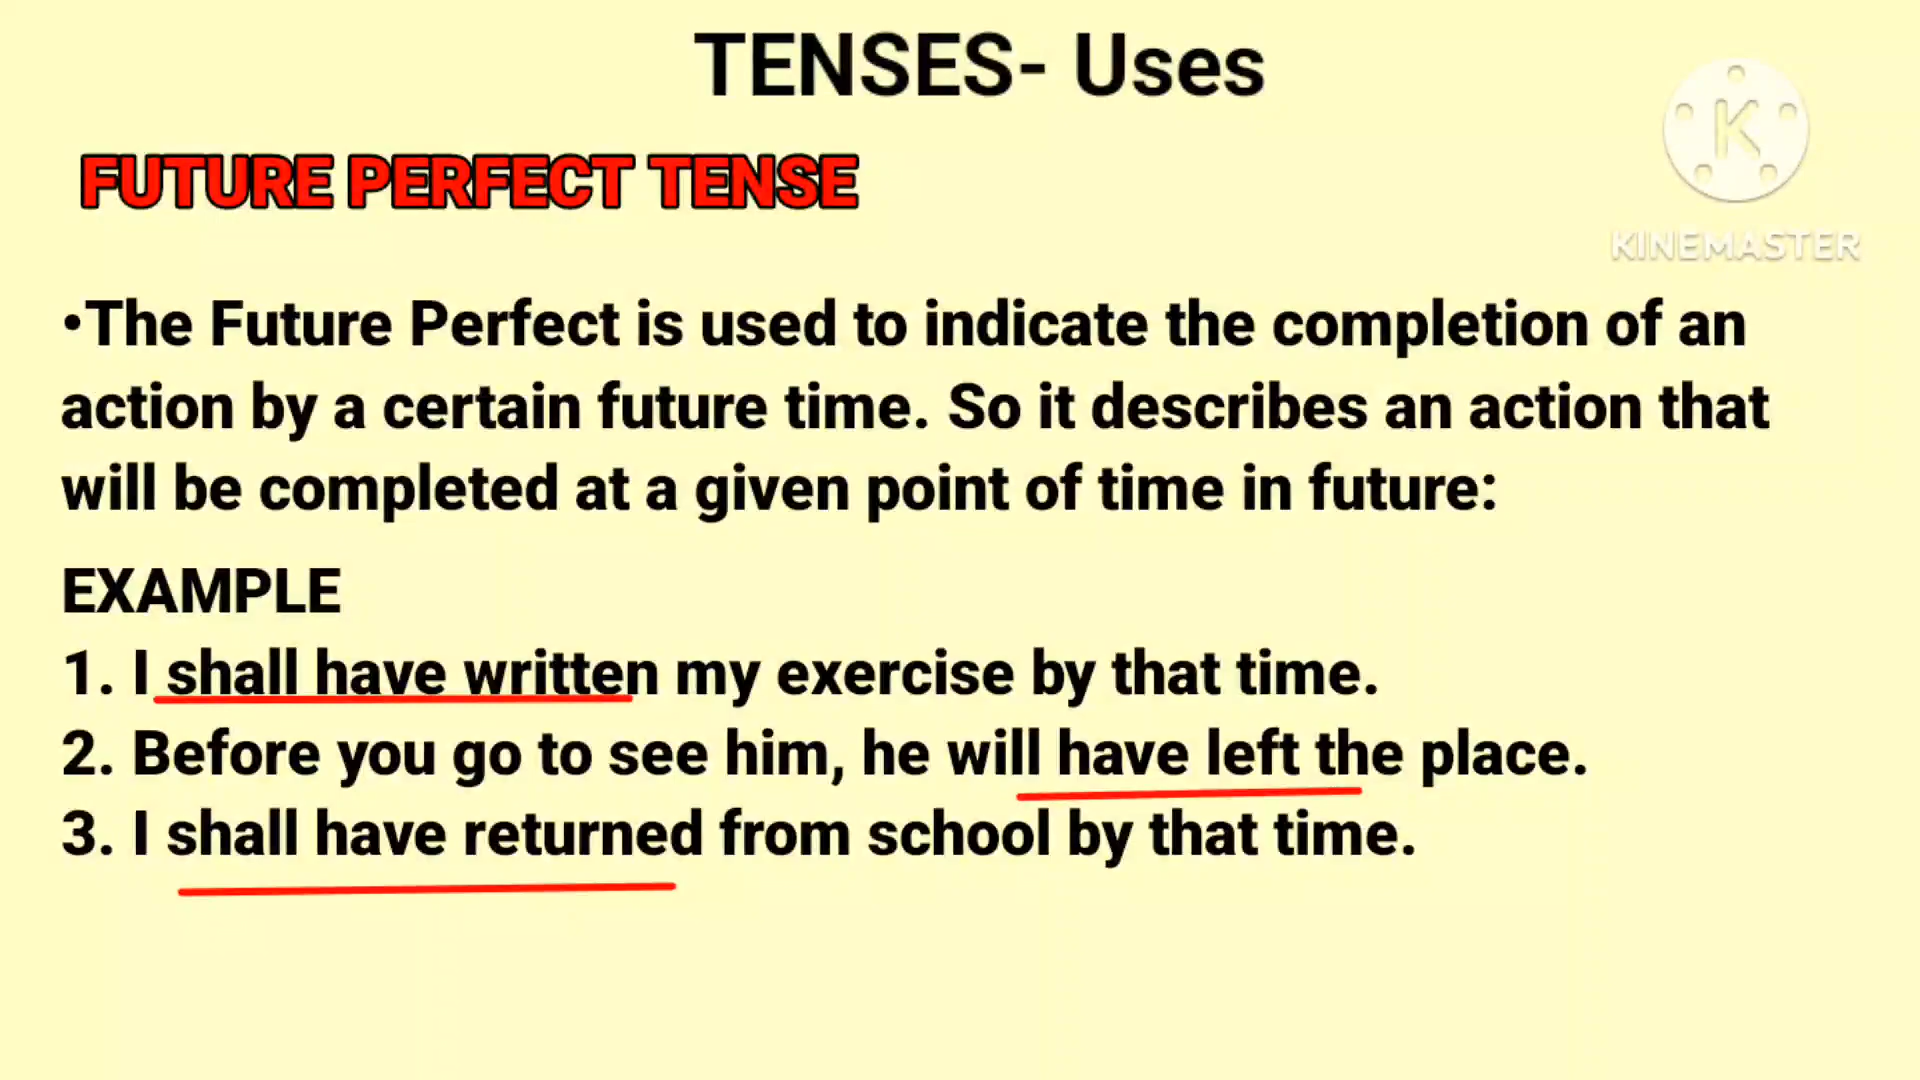 TENSES- Uses
FUTURE PERFECT TENSE
K
KINEMASTER
•The Future Perfect is used to indicate the completion of an
action by a certain future time. So it describes an action that
will be completed at a given point of time in future:
EXAMPLE
1. I shall have written my exercise by that time.
2. Before you go to see him, he will have left the place.
3. I shall have returned from school by that time.